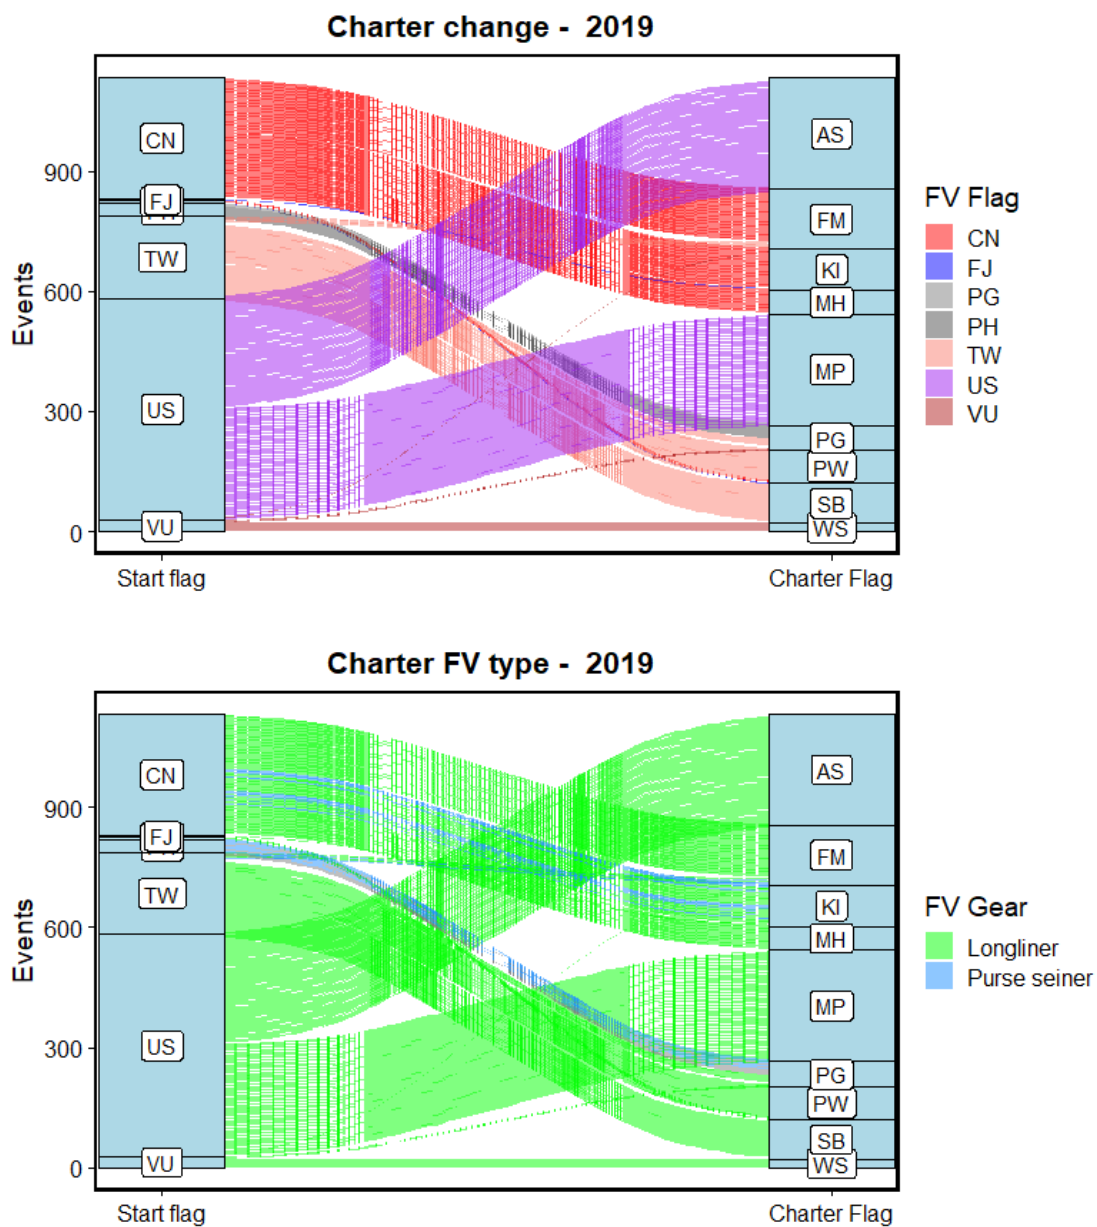 Charter change - 2019
Events
900
600
300
0
CN
FJ
TW
US
VU
AS
FM
KI
MH
MP
PG
PW
SB
WS
Start flag
Charter Flag
FV Flag
CN
FJ
PG
PH
TW
US
VU
Charter FV type - 2019
Events
900
600
300
0
CN
FJ
TW
US
VU
AS
FM
KI
MH
MP
PG
PW
SB
WS
Start flag
Charter Flag
FV Gear
Longliner
Purse seiner